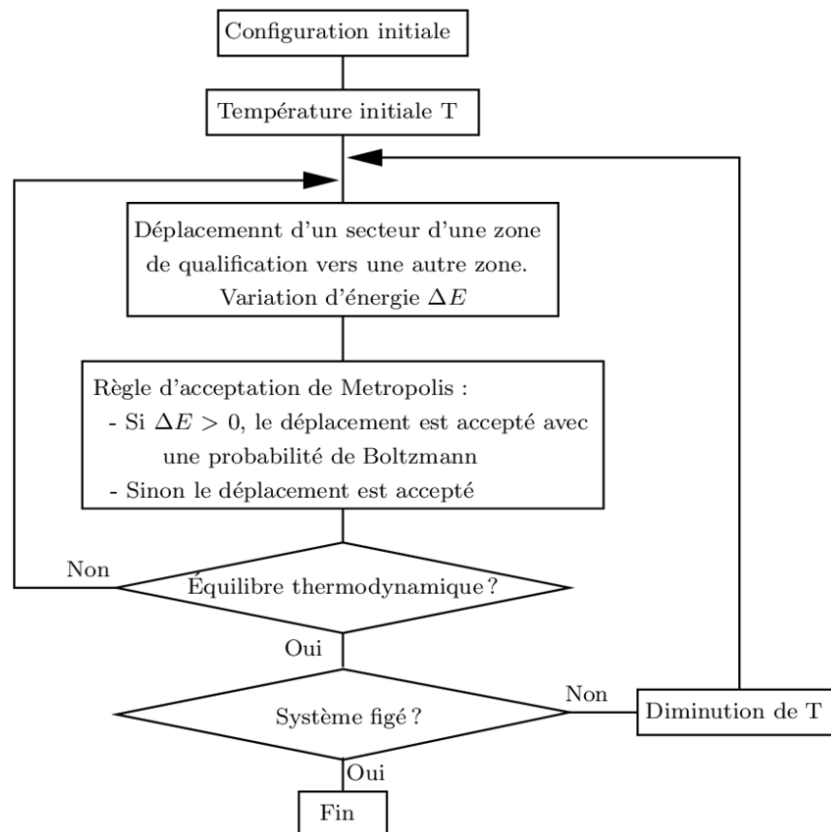 Configuration initiale
Température initiale T
Déplacemennt d'un secteur d'une zone
de qualification vers une autre zone.
Variation d'énergie ΔE
Règle d'acceptation de Metropolis :
- Si ΔE > 0, le déplacement est accepté avec
une probabilité de Boltzmann
- Sinon le déplacement est accepté
Non
Équilibre thermodynamique ?
Oui
Système figé ?
Non
Diminution de T
Oui
Fin